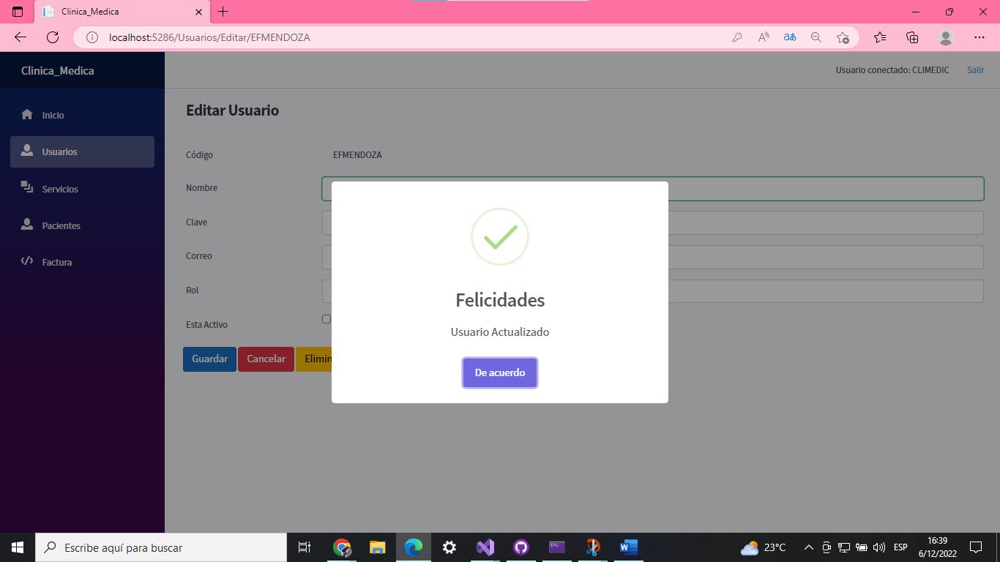 Clinica_Medica
localhost:5286/Usuarios/Editar/EFMENDOZA
Clinica_Medica
Usuario conectado: CLIMEDIC Salir
Inicio
Usuarios
Servicios
Pacientes
Factura
Editar Usuario
Código EFMENDOZA
Nombre
Clave
Correo
Rol
Esta Activo
Guardar Cancelar Elimin
Felicidades
Usuario Actualizado
De acuerdo
Escribe aquí para buscar
23°C
ESP
16:39
6/12/2022